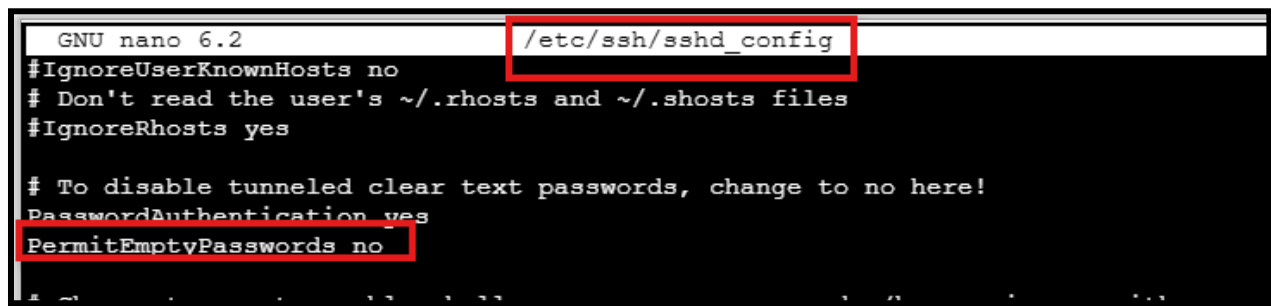 GNU nano 6.2 /etc/ssh/sshd_config
#IgnoreUserKnownHosts no
# Don't read the user's ~/.rhosts and ~/.shosts files
#IgnoreRhosts yes
# To disable tunneled clear text passwords, change to no here!
PasswordAuthentication yes
PermitEmptyPasswords no